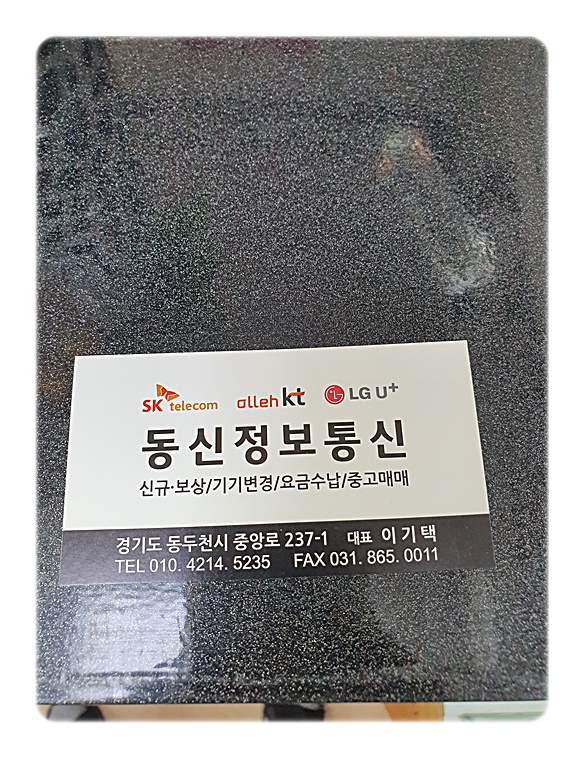 SK telecom olleh kt LG U+
동신정보통신
신규·보상/기기변경/요금수납/중고매매
경기도 동두천시 중앙로 237-1 대표 이기택
TEL 010. 4214. 5235 FAX 031. 865. 0011